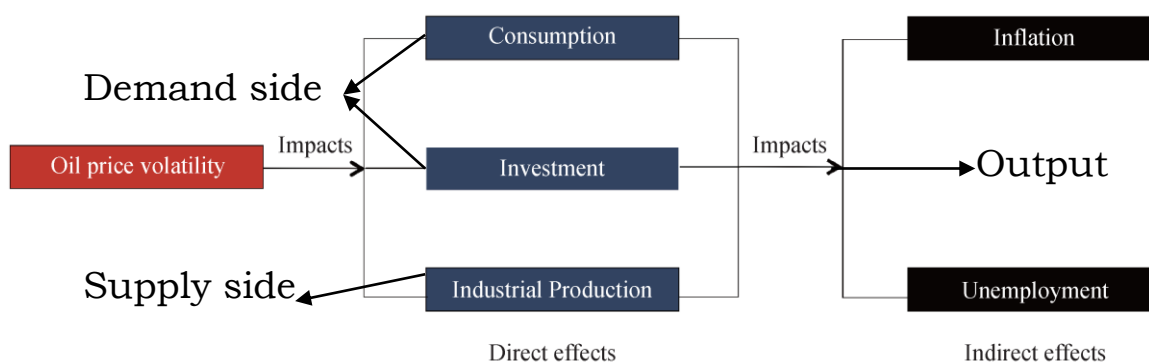 Consumption
Inflation
Demand side
Impacts
Impacts
Oil price volatility
Investment
Output
Supply side
Industrial Production
Unemployment
Direct effects
Indirect effects